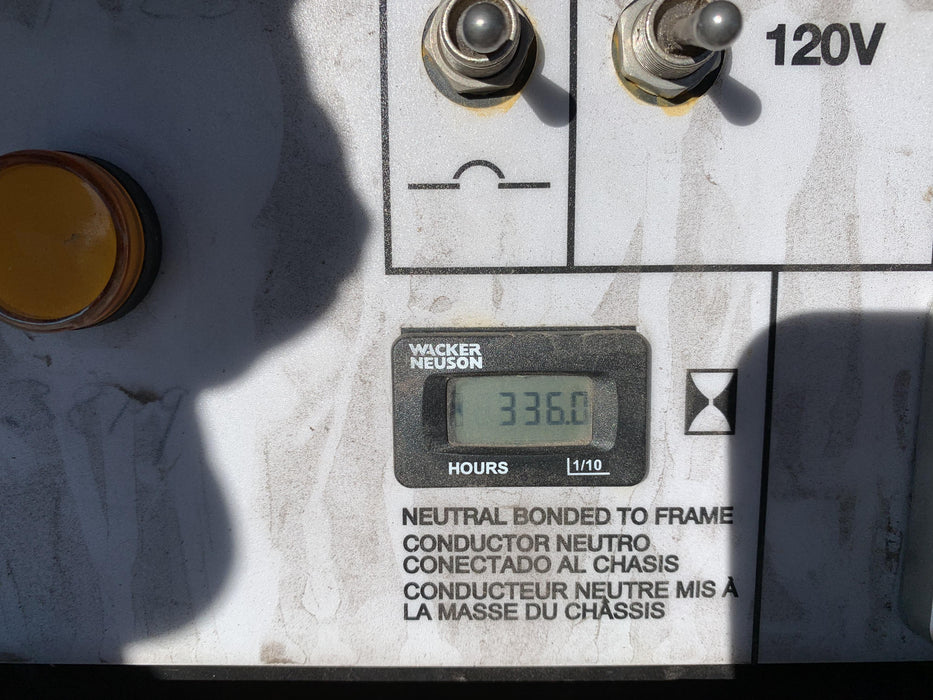 120V
WACKER
NEUSON
336.0
HOURS 1/10
NEUTRAL BONDED TO FRAME
CONDUCTOR NEUTRO
CONECTADO AL CHASIS
CONDUCTEUR NEUTRE MIS À
LA MASSE DU CHÂSSIS